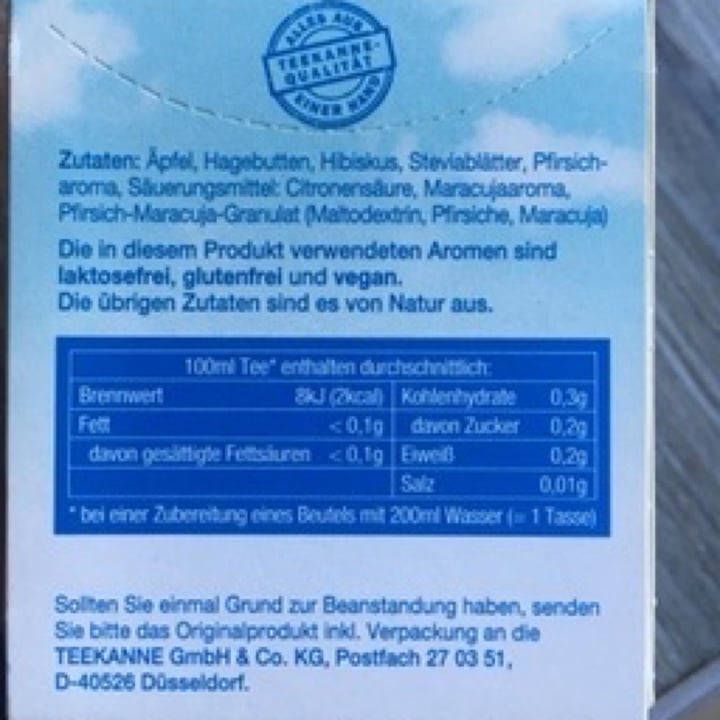 ALLES AUS
TEEKANNE-
QUALITÄT
EINER HAND
Zutaten: Äpfel, Hagebutten, Hibiskus, Steviablätter, Pfirsich-
aroma, Säuerungsmittel: Citronensäure, Maracujaaroma,
Pfirsich-Maracuja-Granulat (Maltodextrin, Pfirsiche, Maracuja)
Die in diesem Produkt verwendeten Aromen sind
laktosefrei, glutenfrei und vegan.
Die übrigen Zutaten sind es von Natur aus.
100ml Tee* enthalten durchschnittlich:
Brennwert 8kJ (2kcal) Kohlenhydrate 0,3g
Fett <0,1g davon Zucker 0,2g
davon gesättigte Fettsäuren <0,1g Eiweiß 0,2g
Salz 0,01g
* bei einer Zubereitung eines Beutels mit 200ml Wasser (= 1 Tasse)
Sollten Sie einmal Grund zur Beanstandung haben, senden
Sie bitte das Originalprodukt inkl. Verpackung an die
TEEKANNE GmbH & Co. KG, Postfach 27 03 51,
D-40526 Düsseldorf.